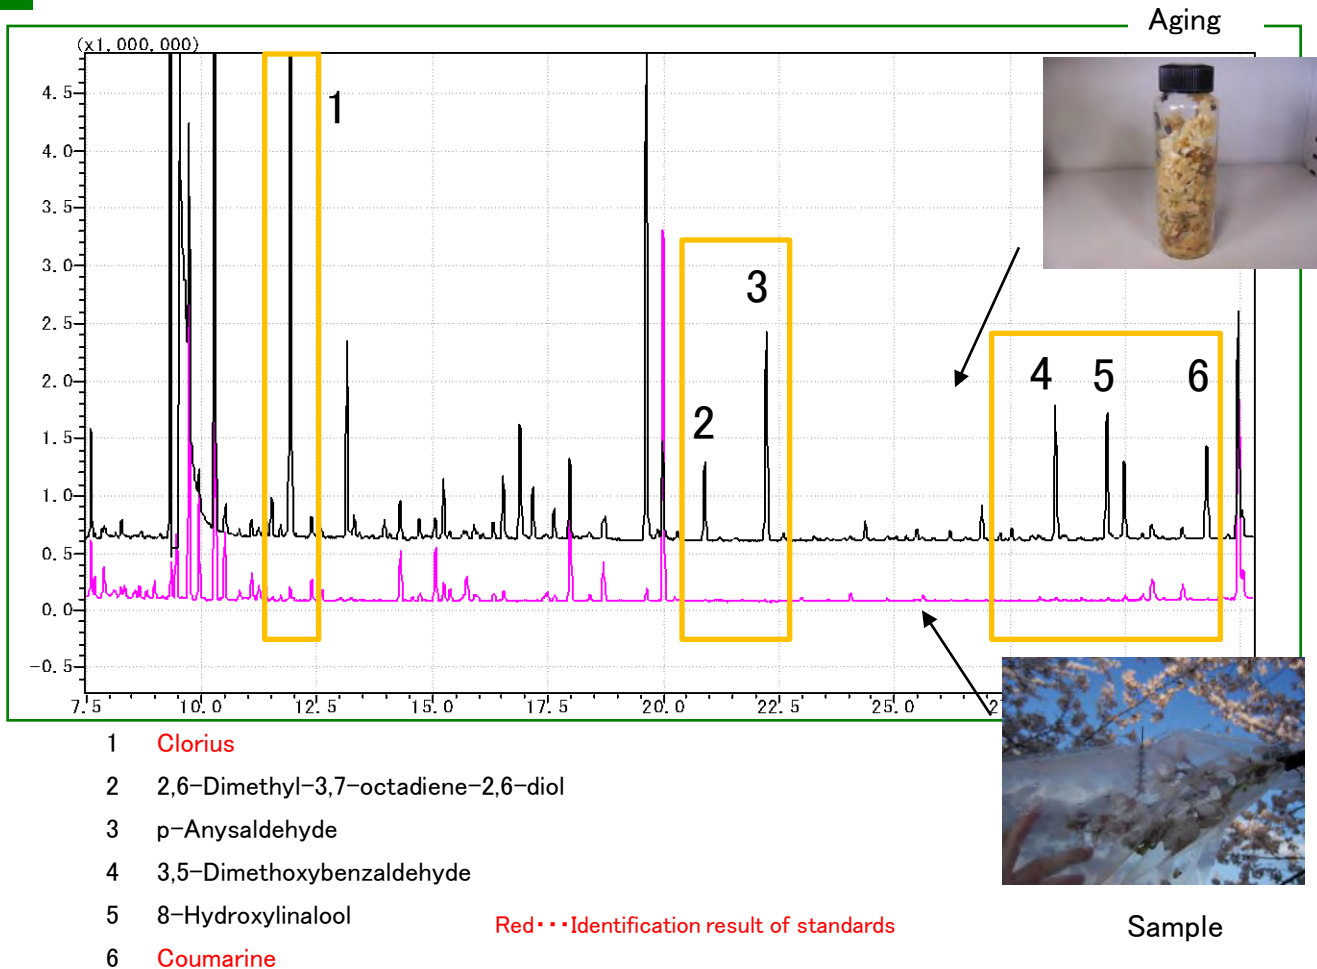 Aging
(x1,000,000)
4.5
4.0
3.5
3.0
2.5
2.0
1.5
1.0
0.5
0.0
-0.5
7.5 10.0 12.5 15.0 17.5 20.0 22.5 25.0
1
2
3
4 5 6
1 Clorius
2 2,6-Dimethyl-3,7-octadiene-2,6-diol
3 p-Anysaldehyde
4 3,5-Dimethoxybenzaldehyde
5 8-Hydroxylinalool
6 Coumarine
Red・・・Identification result of standards
Sample